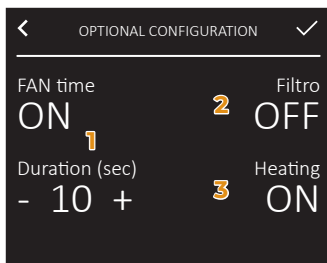 OPTIONAL CONFIGURATION
FAN time
ON
1
Duration (sec)
- 10 +
Filtro
2 OFF
Heating
3 ON